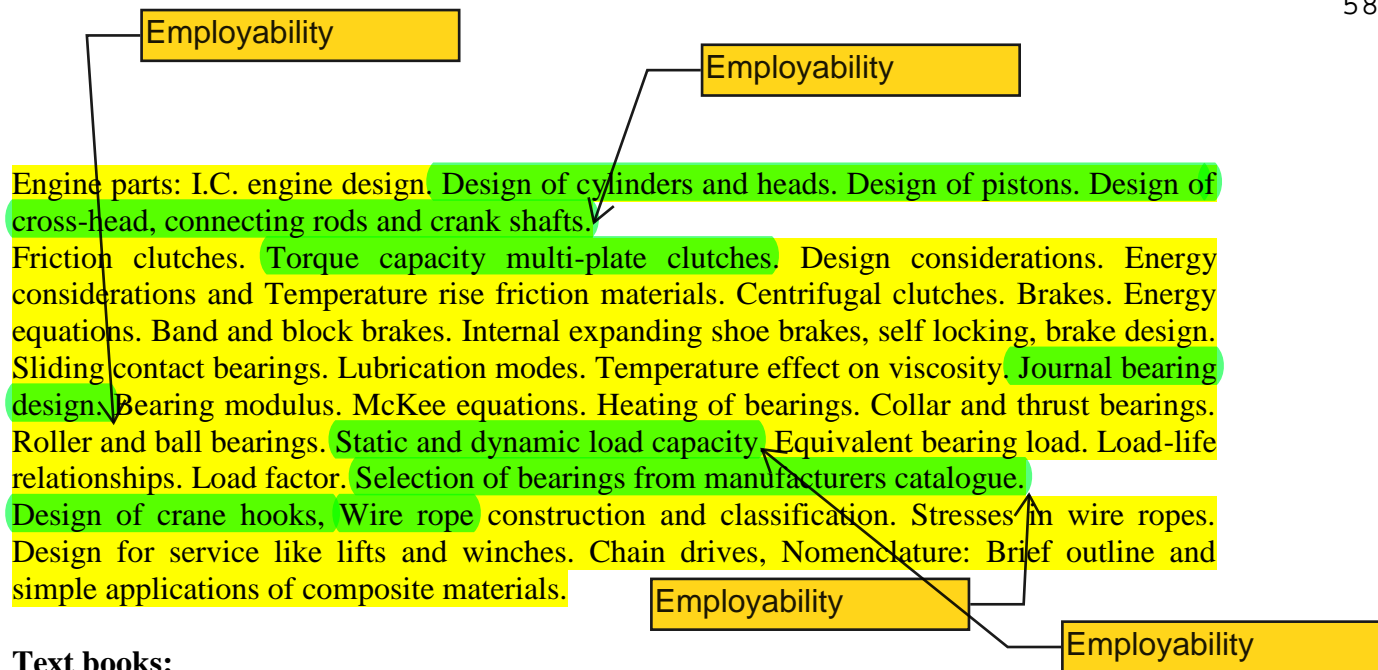 58
Employability
Employability
Engine parts: I.C. engine design. Design of cylinders and heads. Design of pistons. Design of
cross-head, connecting rods and crank shafts.
Friction clutches. Torque capacity multi-plate clutches. Design considerations. Energy
considerations and Temperature rise friction materials. Centrifugal clutches. Brakes. Energy
equations. Band and block brakes. Internal expanding shoe brakes, self locking, brake design.
Sliding contact bearings. Lubrication modes. Temperature effect on viscosity. Journal bearing
design. Bearing modulus. McKee equations. Heating of bearings. Collar and thrust bearings.
Roller and ball bearings. Static and dynamic load capacity. Equivalent bearing load. Load-life
relationships. Load factor. Selection of bearings from manufacturers catalogue.
Design of crane hooks, Wire rope construction and classification. Stresses in wire ropes.
Design for service like lifts and winches. Chain drives, Nomenclature: Brief outline and
simple applications of composite materials.
Employability
Employability
Text books: